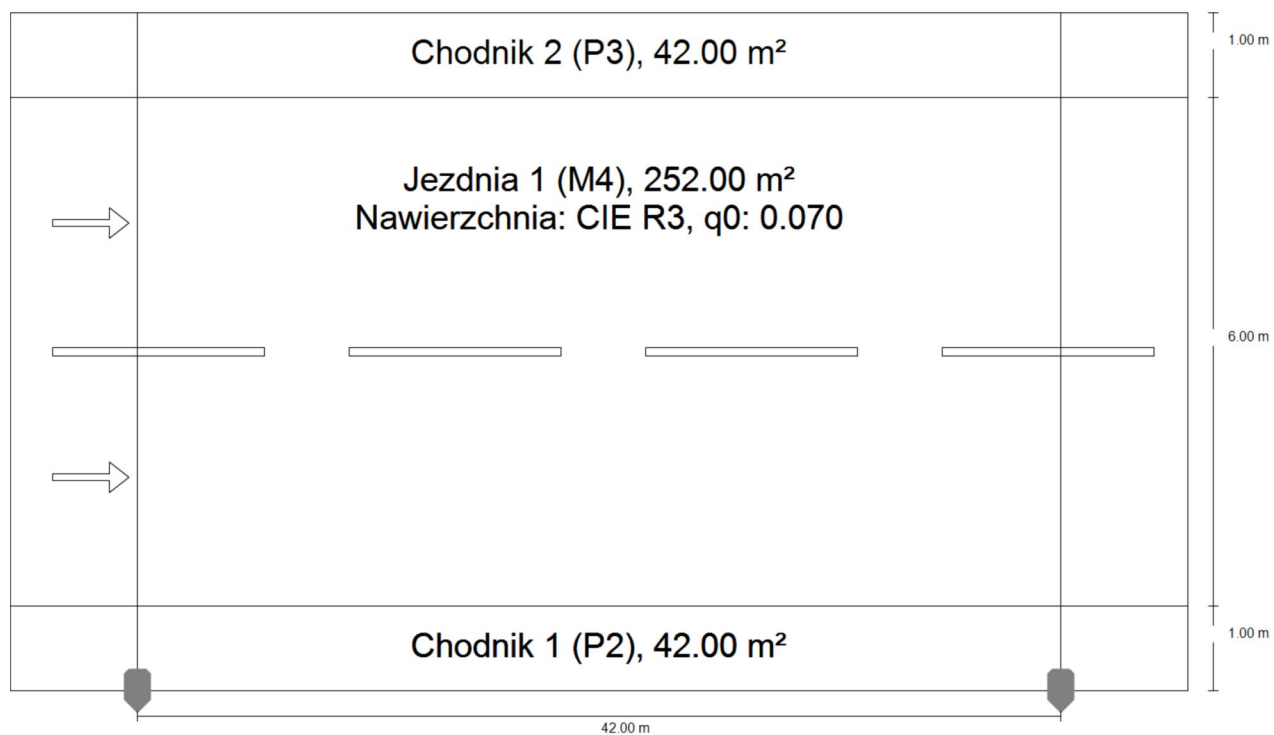 Chodnik 2 (P3), 42.00 m²
1.00 m
Jezdnia 1 (M4), 252.00 m²
Nawierzchnia: CIE R3, q0: 0.070
6.00 m
Chodnik 1 (P2), 42.00 m²
1.00 m
42.00 m